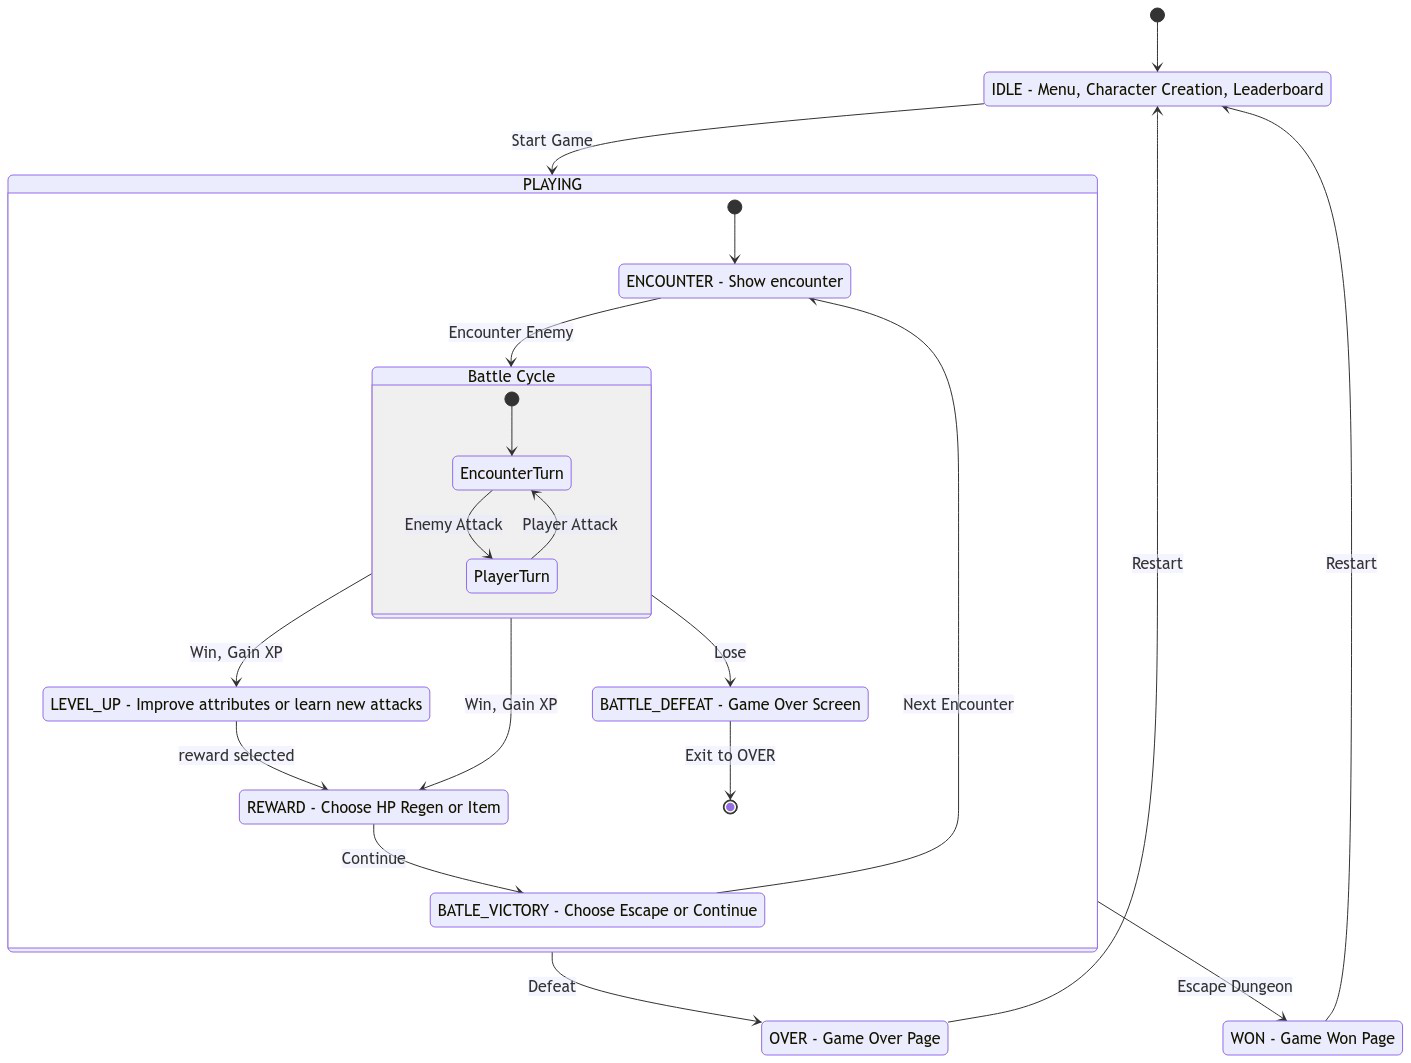 IDLE - Menu, Character Creation, Leaderboard
Start Game
PLAYING
ENCOUNTER - Show encounter
Encounter Enemy
Battle Cycle
EncounterTurn
Enemy Attack
Player Attack
PlayerTurn
Restart
Restart
Win, Gain XP
Lose
LEVEL_UP - Improve attributes or learn new attacks
Win, Gain XP
BATTLE_DEFEAT - Game Over Screen
Next Encounter
reward selected
Exit to OVER
REWARD - Choose HP Regen or Item
Continue
BATLE_VICTORY - Choose Escape or Continue
Defeat
Escape Dungeon
OVER - Game Over Page
WON - Game Won Page